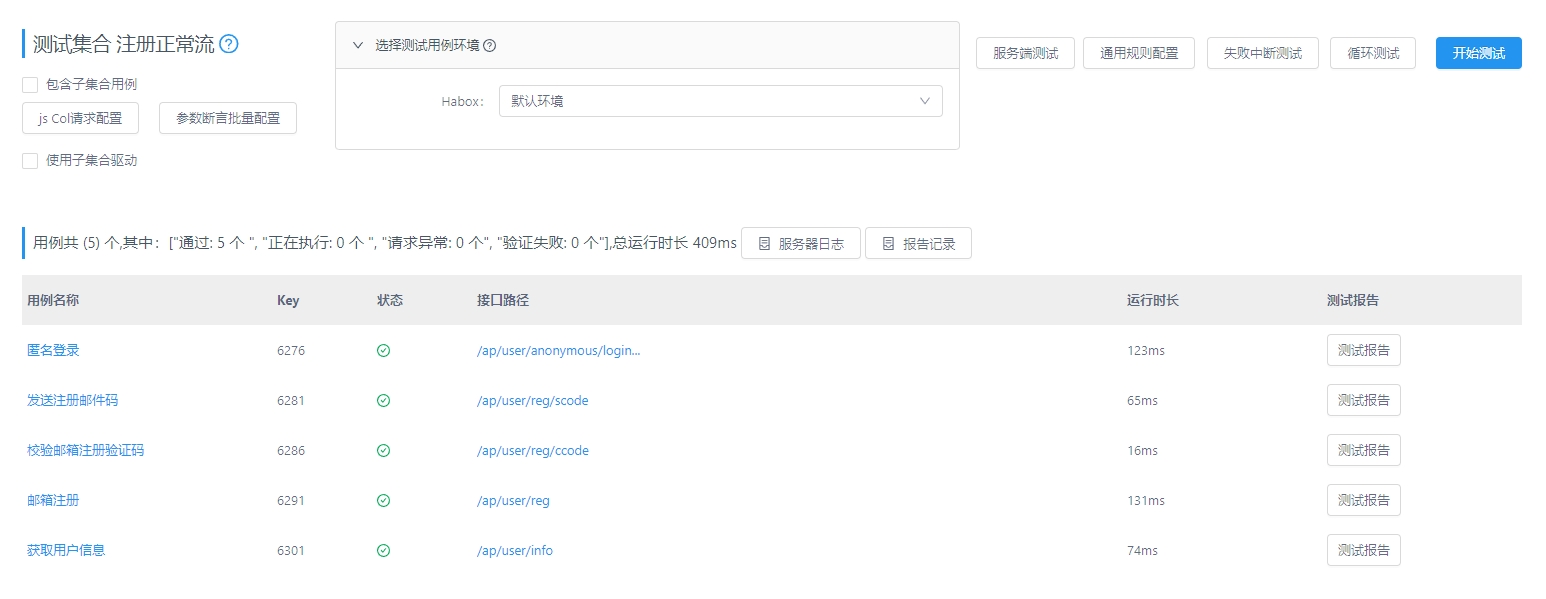 测试集合 注册正常流
包含子集合用例
js Col请求配置 参数断言批量配置
使用子集合驱动
选择测试用例环境
Habox: 默认环境
服务端测试 通用规则配置 失败中断测试 循环测试 开始测试
用例共 (5) 个,其中：["通过: 5 个 ", "正在执行: 0 个 ", "请求异常: 0 个", "验证失败: 0 个"],总运行时长 409ms 服务器日志 报告记录
用例名称 Key 状态 接口路径 运行时长 测试报告
匿名登录 6276 /ap/user/anonymous/login... 123ms 测试报告
发送注册邮件码 6281 /ap/user/reg/scode 65ms 测试报告
校验邮箱注册验证码 6286 /ap/user/reg/ccode 16ms 测试报告
邮箱注册 6291 /ap/user/reg 131ms 测试报告
获取用户信息 6301 /ap/user/info 74ms 测试报告